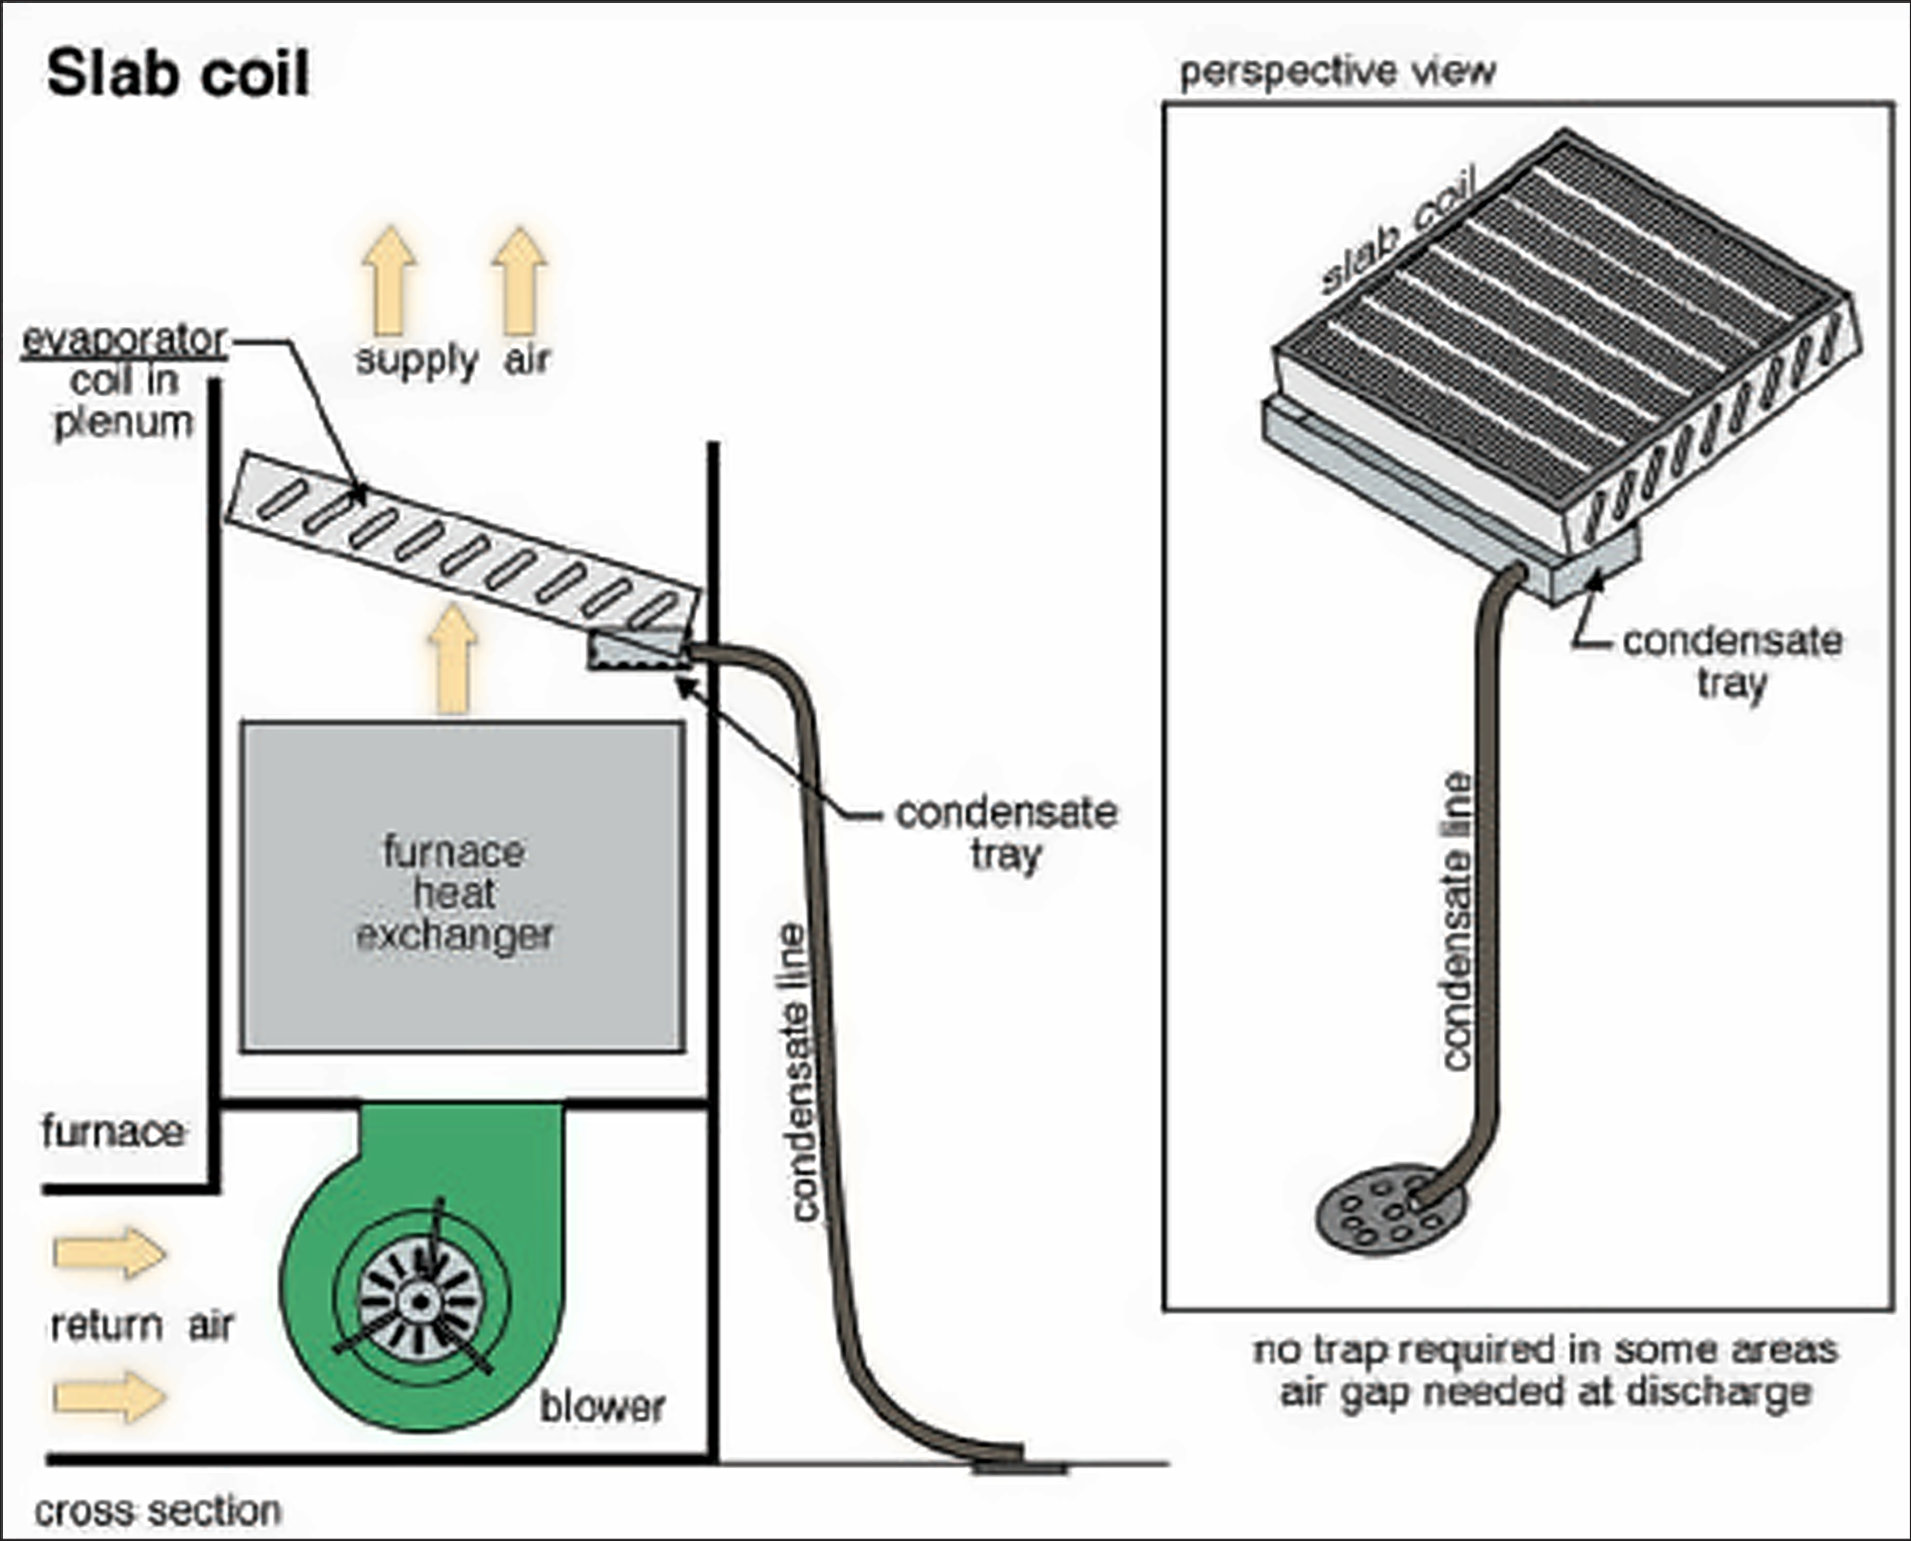 Slab coil
perspective view
slab coil
supply air
evaporator
coil in
plenum
condensate
tray
condensate line
condensate
tray
furnace
heat
exchanger
condensate line
furnace
return air
blower
no trap required in some areas
air gap needed at discharge
cross section